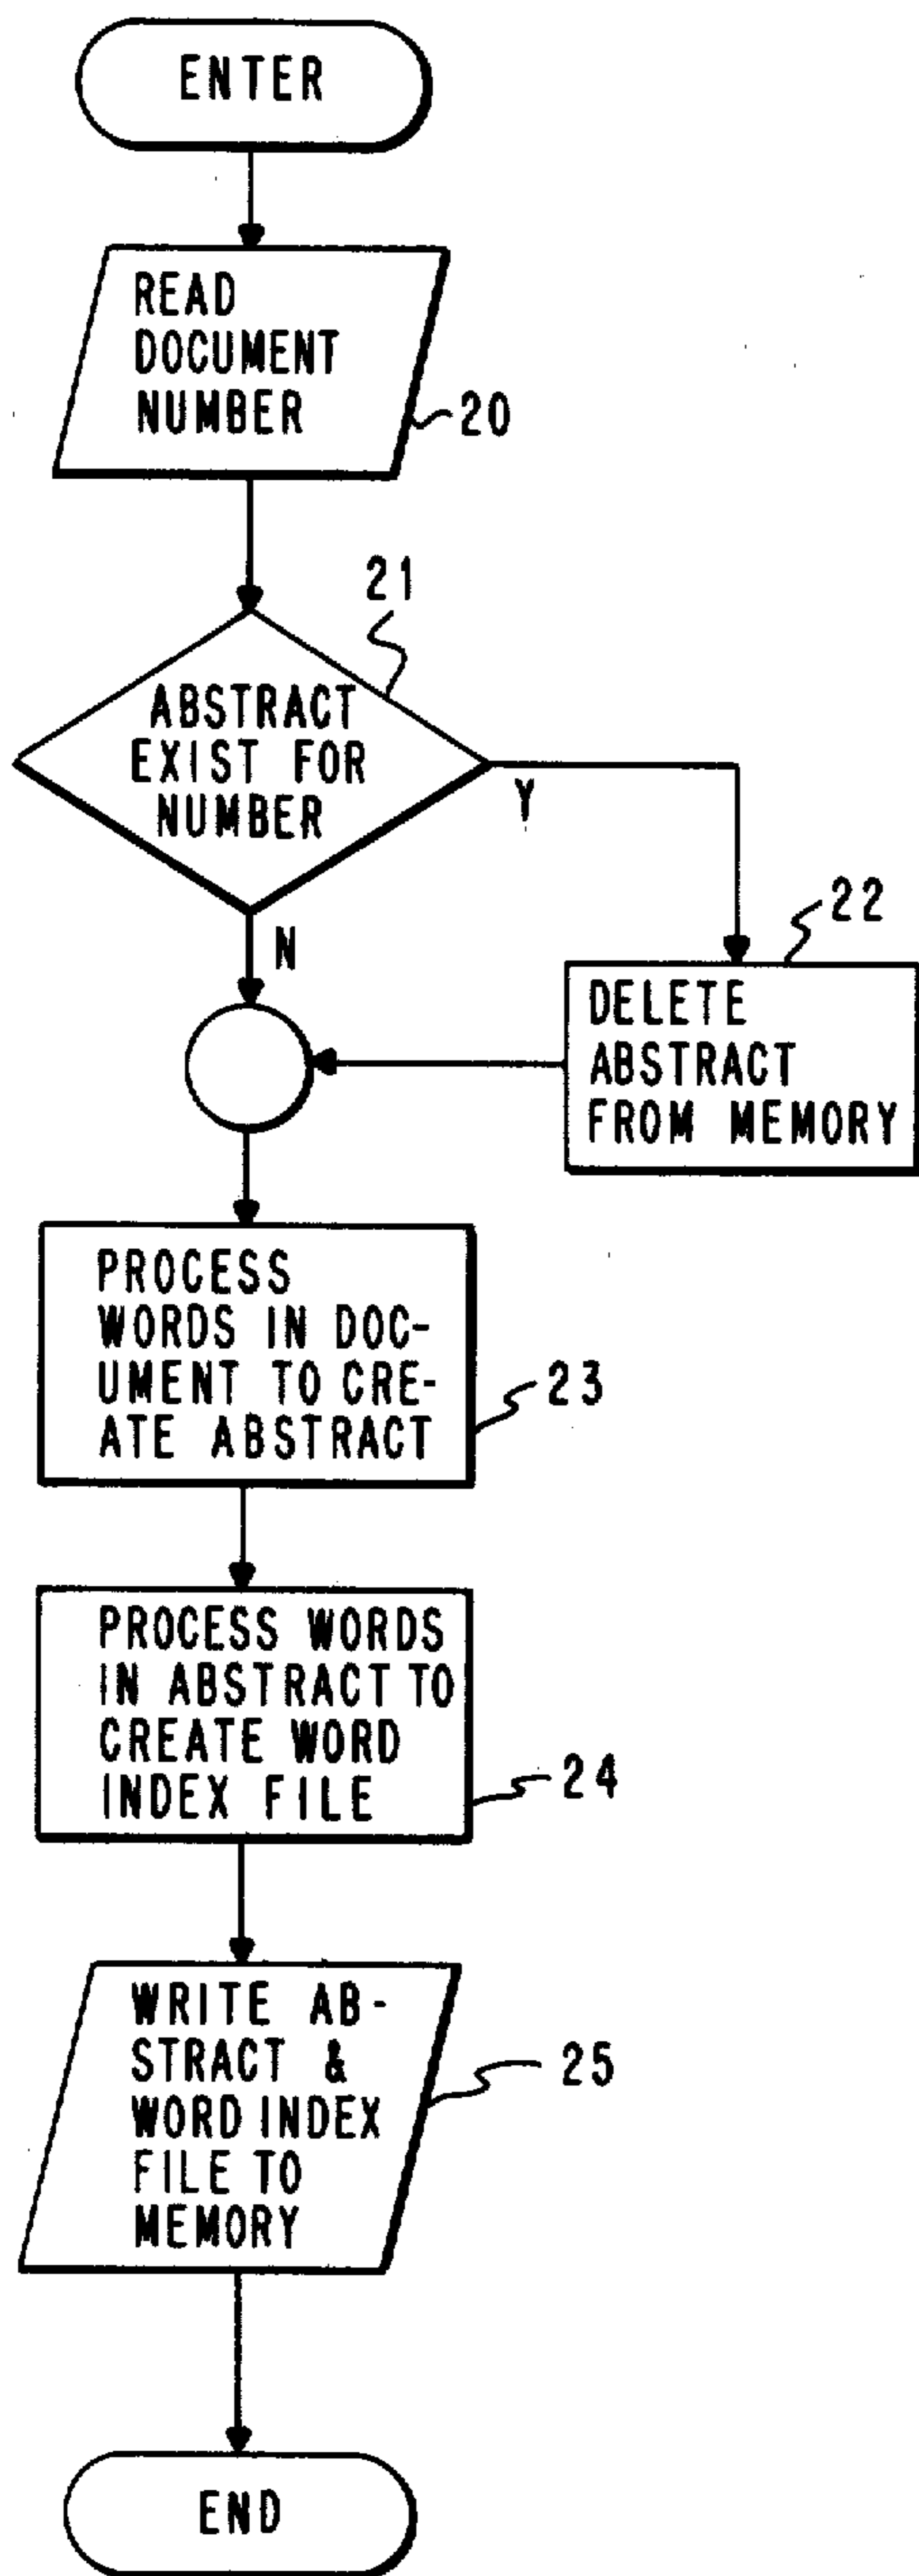 ENTER
READ
DOCUMENT
NUMBER
20
21
ABSTRACT
EXIST FOR
NUMBER
Y
N
22
DELETE
ABSTRACT
FROM MEMORY
PROCESS
WORDS IN DOC-
UMENT TO CRE-
ATE ABSTRACT
23
PROCESS WORDS
IN ABSTRACT TO
CREATE WORD
INDEX FILE
24
WRITE AB-
STRACT &
WORD INDEX
FILE TO
MEMORY
25
END